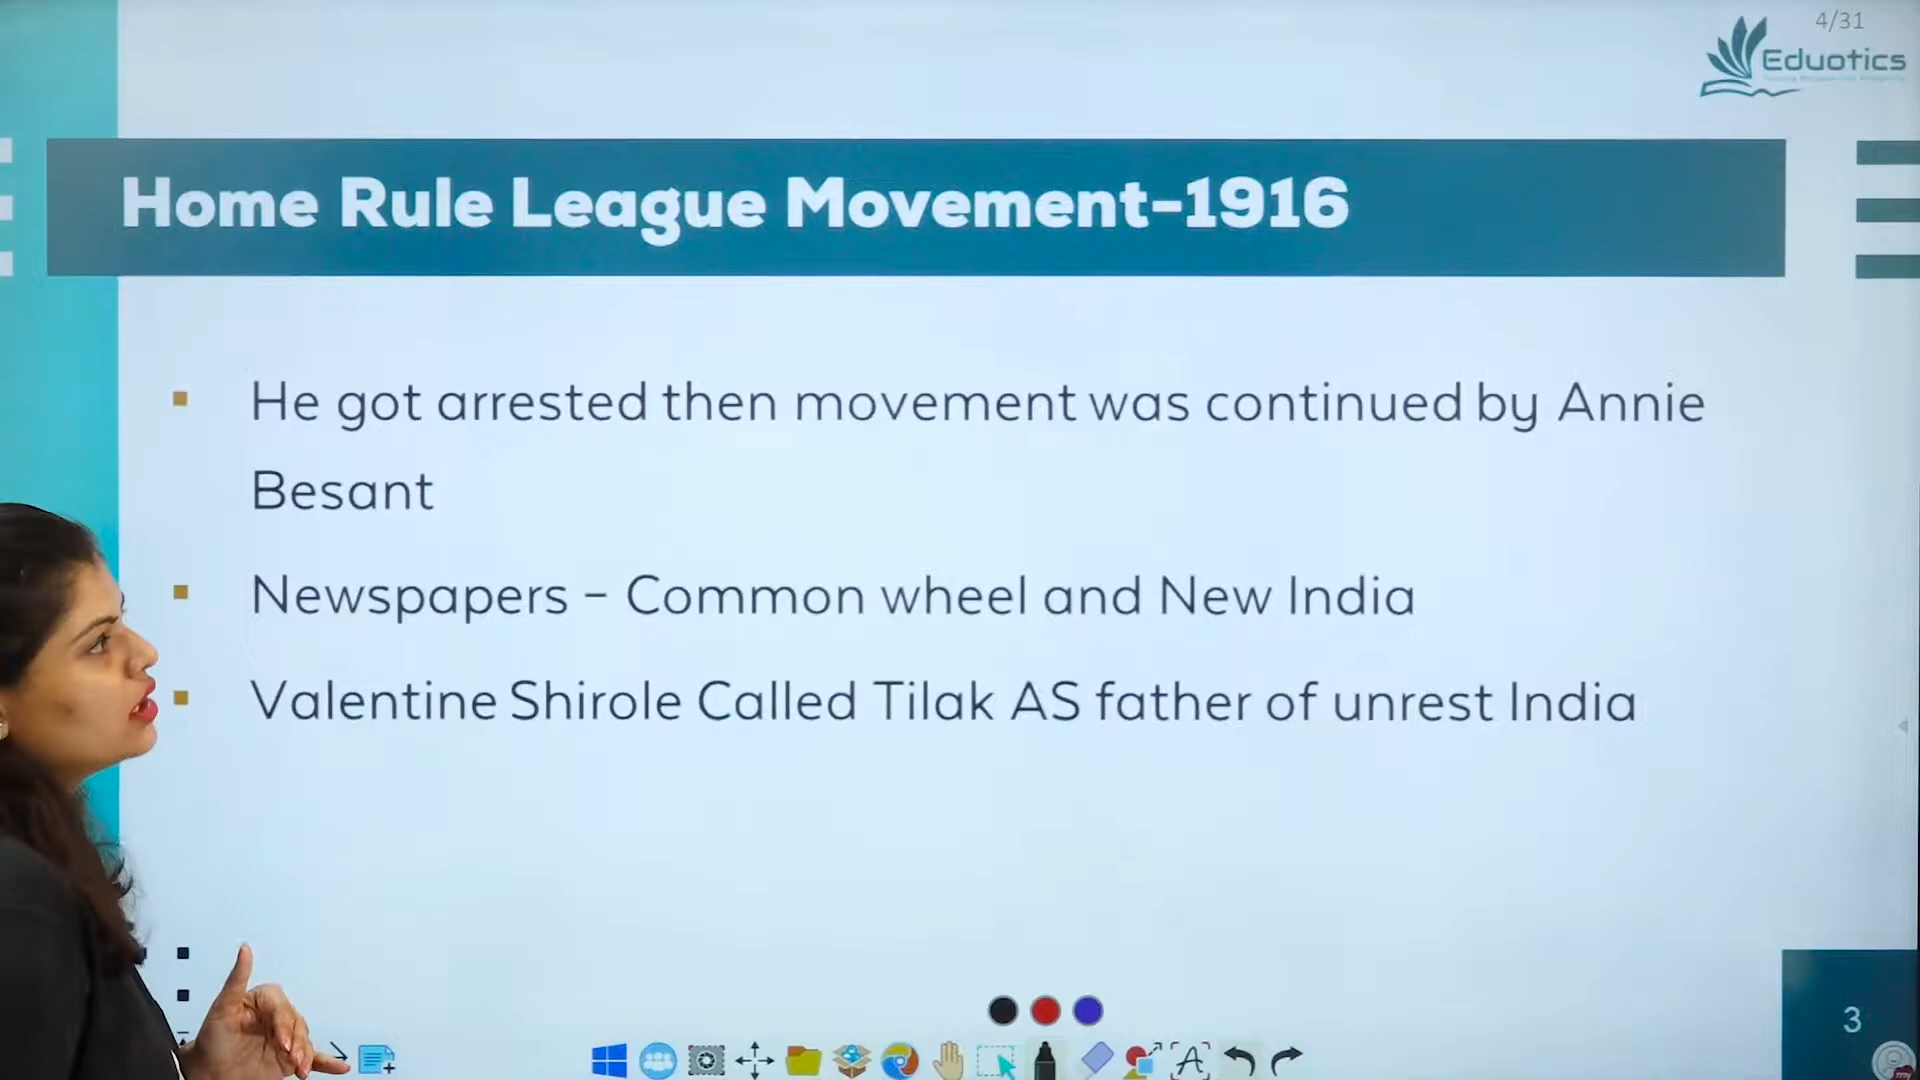 4/31
Eduotics
Home Rule League Movement-1916
He got arrested then movement was continued by Annie
Besant
Newspapers - Common wheel and New India
Valentine Shirole Called Tilak AS father of unrest India
3